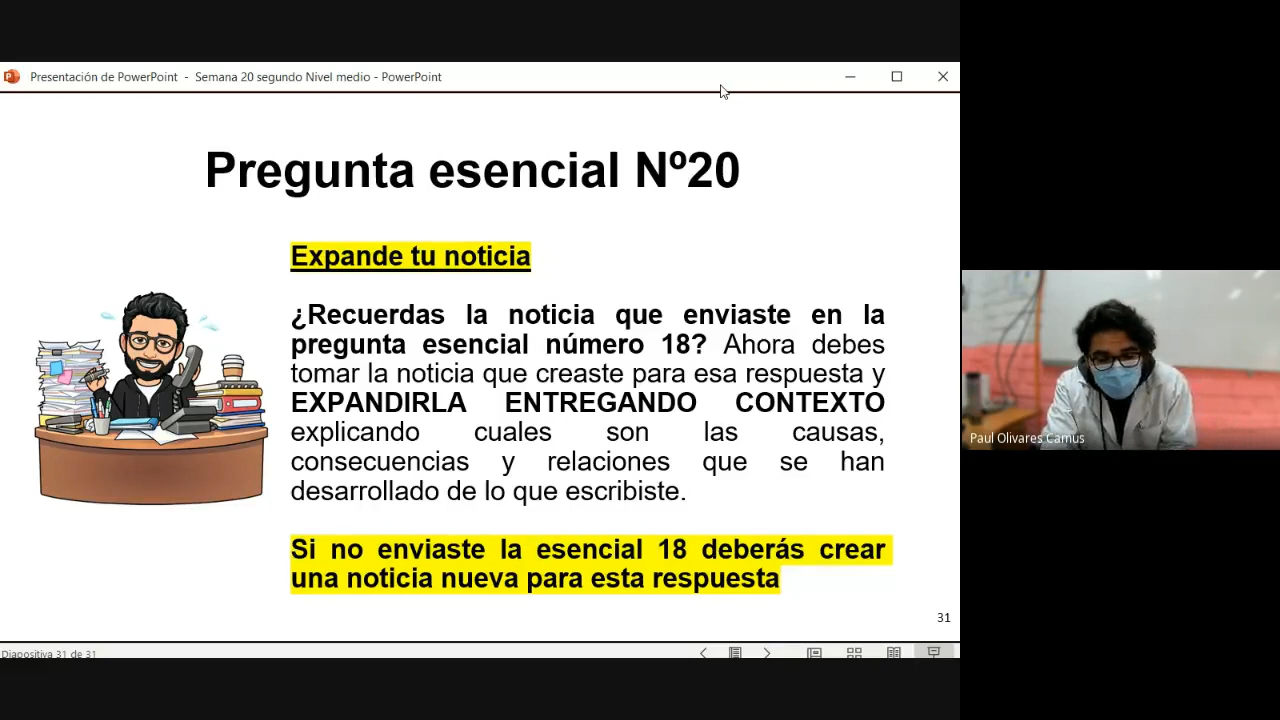 Presentación de PowerPoint - Semana 20 segundo Nivel medio - PowerPoint
Pregunta esencial Nº20
Expande tu noticia
¿Recuerdas la noticia que enviaste en la
pregunta esencial número 18? Ahora debes
tomar la noticia que creaste para esa respuesta y
EXPANDIRLA ENTREGANDO CONTEXTO
explicando cuales son las causas,
consecuencias y relaciones que se han
desarrollado de lo que escribiste.
Si no enviaste la esencial 18 deberás crear
una noticia nueva para esta respuesta
31
Diapositiva 31 de 31
Paul Olivares Camus